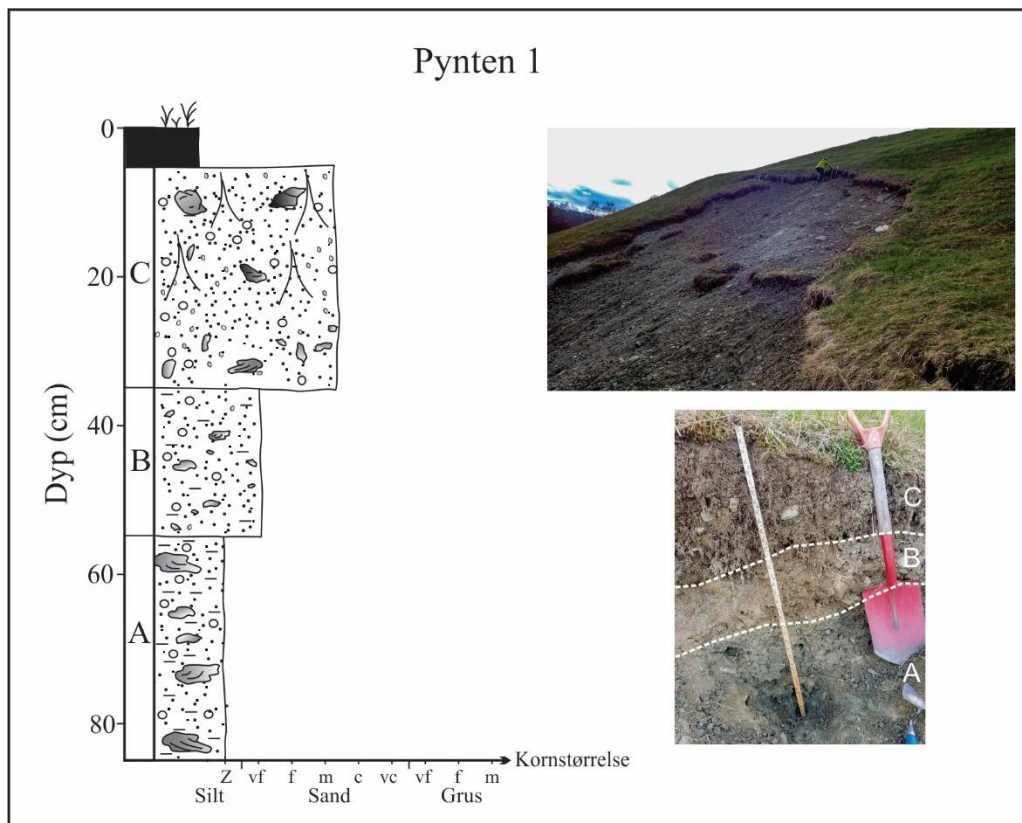 Pynten 1
0
20
40
60
80
Dyp (cm)
C
B
A
Z vf f m c vc vf f m
Silt Sand Grus
Kornstørrelse
C
B
A